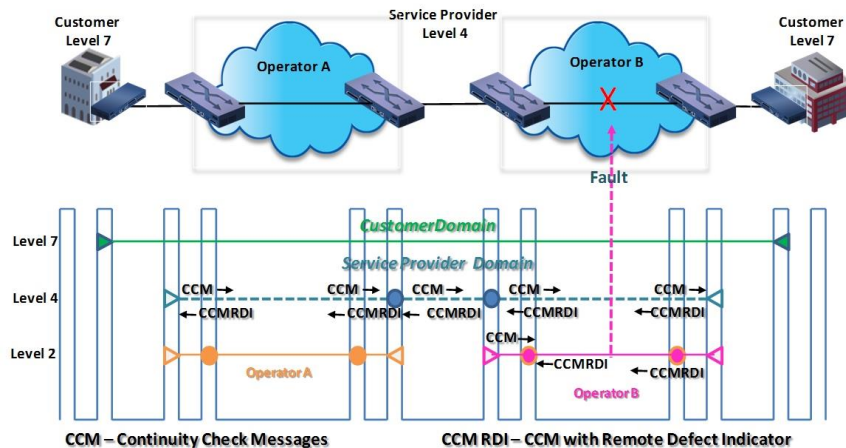 Customer
Level 7
Service Provider
Level 4
Customer
Level 7
Operator A
Operator B
X
Fault
CustomerDomain
Level 7
Service Provider Domain
CCM CCM CCM CCM CCM
Level 4
CCMRDI CCMRDI CCMRDI CCMRDI CCMRDI
CCM
Level 2
CCMRDI
CCMRDI
OperatorA
OperatorB
CCM – Continuity Check Messages
CCM RDI – CCM with Remote Defect Indicator